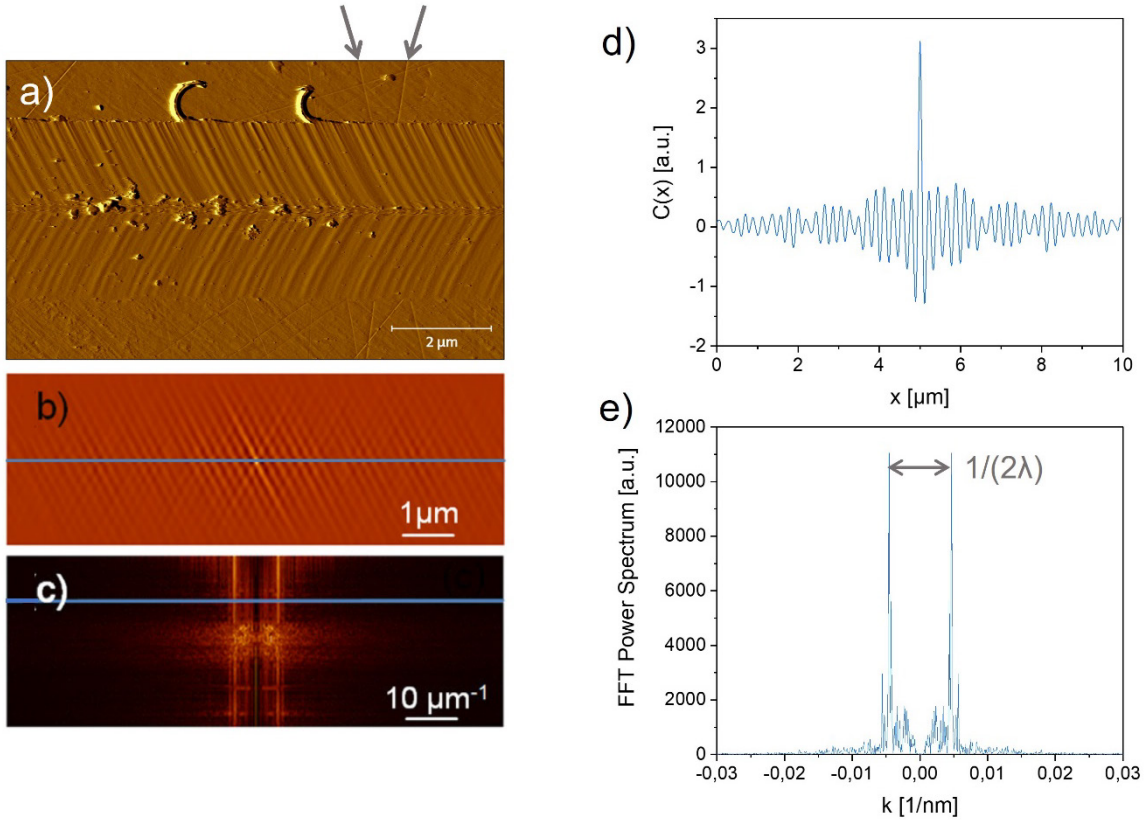 a)
2 µm
b)
1µm
c)
10 µm⁻¹
d)
C(x) [a.u.]
3
2
1
0
-1
-2
0 2 4 6 8 10
x [µm]
e)
FFT Power Spectrum [a.u.]
12000
10000
8000
6000
4000
2000
0
1/(2λ)
-0,03 -0,02 -0,01 0,00 0,01 0,02 0,03
k [1/nm]